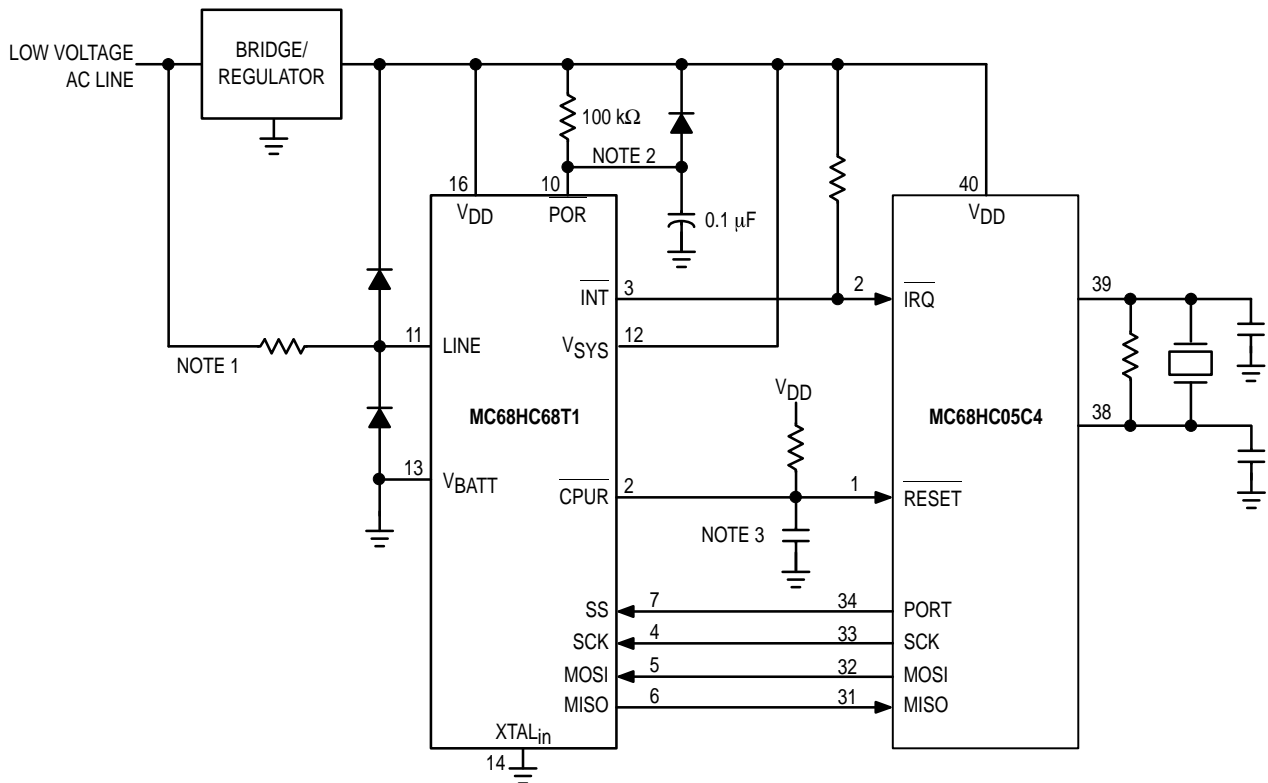 LOW VOLTAGE
AC LINE
BRIDGE/
REGULATOR
100 kΩ
NOTE 2
16
10
40
VDD
POR
0.1 µF
VDD
INT
3
2
IRQ
39
11
LINE
VSYS
12
NOTE 1
VDD
MC68HC68T1
MC68HC05C4
38
13
VBATT
CPUR
2
1
RESET
NOTE 3
SS
7
34
PORT
SCK
4
33
SCK
MOSI
5
32
MOSI
MISO
6
31
MISO
XTALin
14